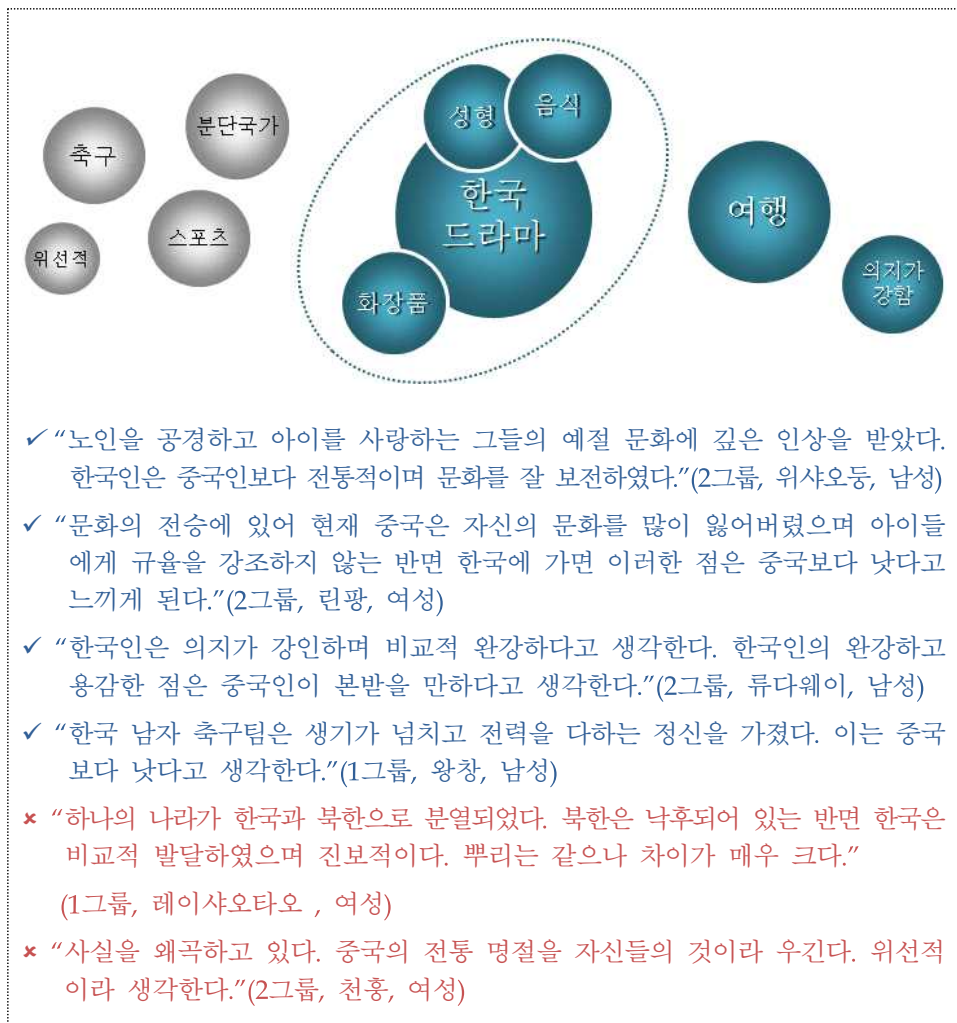 축구
분단국가
위선적
스포츠
성형
음식
한국
드라마
화장품
여행
의지가
강함
✓ “노인을 공경하고 아이를 사랑하는 그들의 예절 문화에 깊은 인상을 받았다.
한국인은 중국인보다 전통적이며 문화를 잘 보전하였다.”(2그룹, 위샤오둥, 남성)
✓ “문화의 전승에 있어 현재 중국은 자신의 문화를 많이 잃어버렸으며 아이들
에게 규율을 강조하지 않는 반면 한국에 가면 이러한 점은 중국보다 낫다고
느끼게 된다.”(2그룹, 린팡, 여성)
✓ “한국인은 의지가 강인하며 비교적 완강하다고 생각한다. 한국인의 완강하고
용감한 점은 중국인이 본받을 만하다고 생각한다.”(2그룹, 류다웨이, 남성)
✓ “한국 남자 축구팀은 생기가 넘치고 전력을 다하는 정신을 가졌다. 이는 중국
보다 낫다고 생각한다.”(1그룹, 왕창, 남성)
× “하나의 나라가 한국과 북한으로 분열되었다. 북한은 낙후되어 있는 반면 한국은
비교적 발달하였으며 진보적이다. 뿌리는 같으나 차이가 매우 크다.”
(1그룹, 레이샤오타오 , 여성)
× “사실을 왜곡하고 있다. 중국의 전통 명절을 자신들의 것이라 우긴다. 위선적
이라 생각한다.”(2그룹, 천훙, 여성)